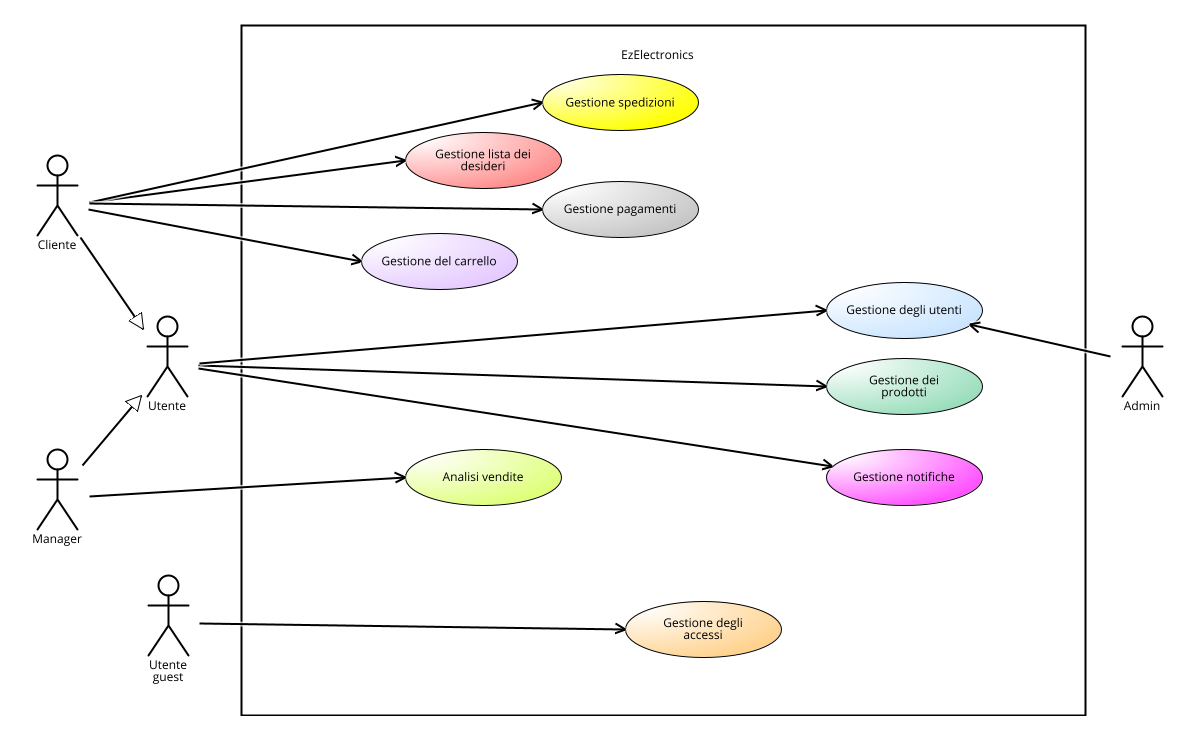 EzElectronics
Gestione spedizioni
Gestione lista dei
desideri
Gestione pagamenti
Cliente
Gestione del carrello
Gestione degli utenti
Gestione dei
prodotti
Utente
Admin
Analisi vendite
Gestione notifiche
Manager
Gestione degli
accessi
Utente
guest